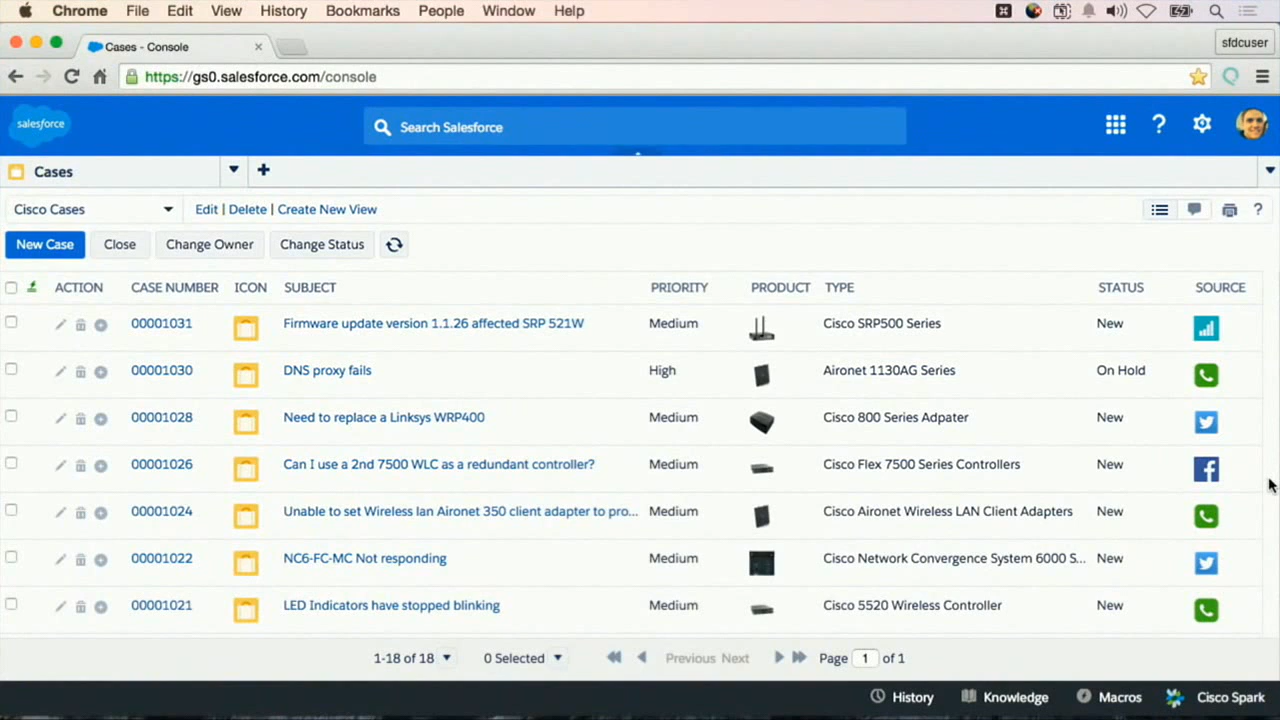 Chrome File Edit View History Bookmarks People Window Help
Cases - Console
sfdcuser
https://gs0.salesforce.com/console
salesforce
Search Salesforce
Cases
Cisco Cases Edit | Delete | Create New View
New Case Close Change Owner Change Status
ACTION CASE NUMBER ICON SUBJECT PRIORITY PRODUCT TYPE STATUS SOURCE
00001031 Firmware update version 1.1.26 affected SRP 521W Medium Cisco SRP500 Series New
00001030 DNS proxy fails High Aironet 1130AG Series On Hold
00001028 Need to replace a Linksys WRP400 Medium Cisco 800 Series Adpater New
00001026 Can I use a 2nd 7500 WLC as a redundant controller? Medium Cisco Flex 7500 Series Controllers New
00001024 Unable to set Wireless lan Aironet 350 client adapter to pro... Medium Cisco Aironet Wireless LAN Client Adapters New
00001022 NC6-FC-MC Not responding Medium Cisco Network Convergence System 6000 S... New
00001021 LED Indicators have stopped blinking Medium Cisco 5520 Wireless Controller New
1-18 of 18 0 Selected Previous Next Page 1 of 1
History Knowledge Macros Cisco Spark